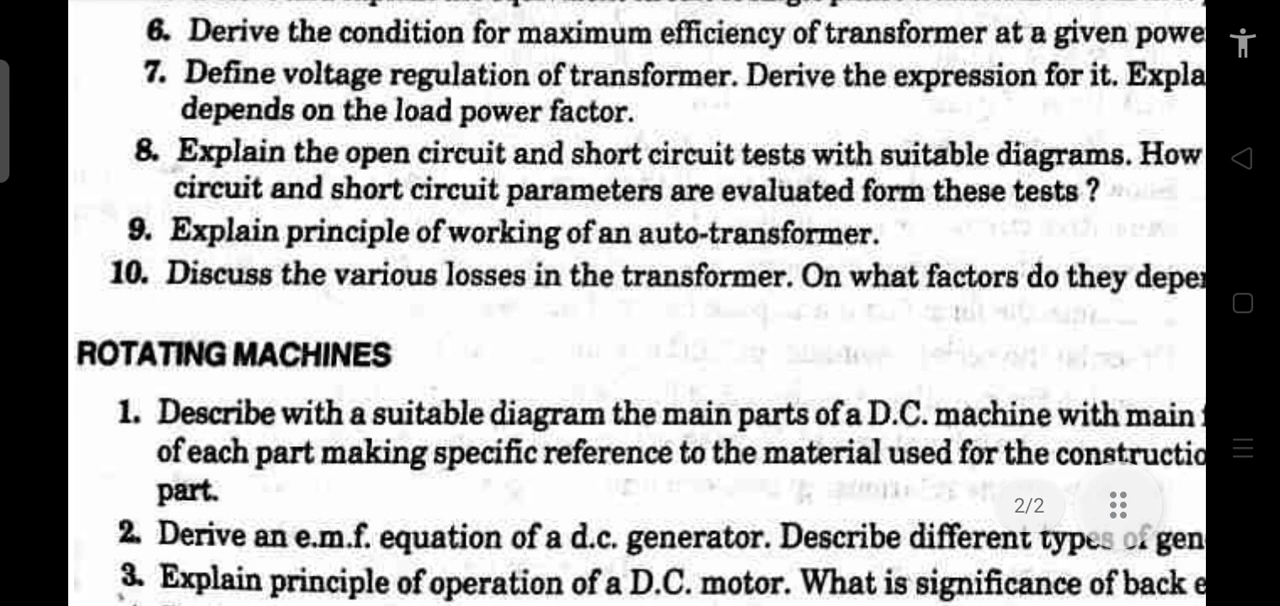 6. Derive the condition for maximum efficiency of transformer at a given powe
7. Define voltage regulation of transformer. Derive the expression for it. Expla
depends on the load power factor.
8. Explain the open circuit and short circuit tests with suitable diagrams. How
circuit and short circuit parameters are evaluated form these tests ?
9. Explain principle of working of an auto-transformer.
10. Discuss the various losses in the transformer. On what factors do they depe
ROTATING MACHINES
1. Describe with a suitable diagram the main parts of a D.C. machine with main
of each part making specific reference to the material used for the constructio
part.
2/2
2. Derive an e.m.f. equation of a d.c. generator. Describe different types of gen
3. Explain principle of operation of a D.C. motor. What is significance of back e